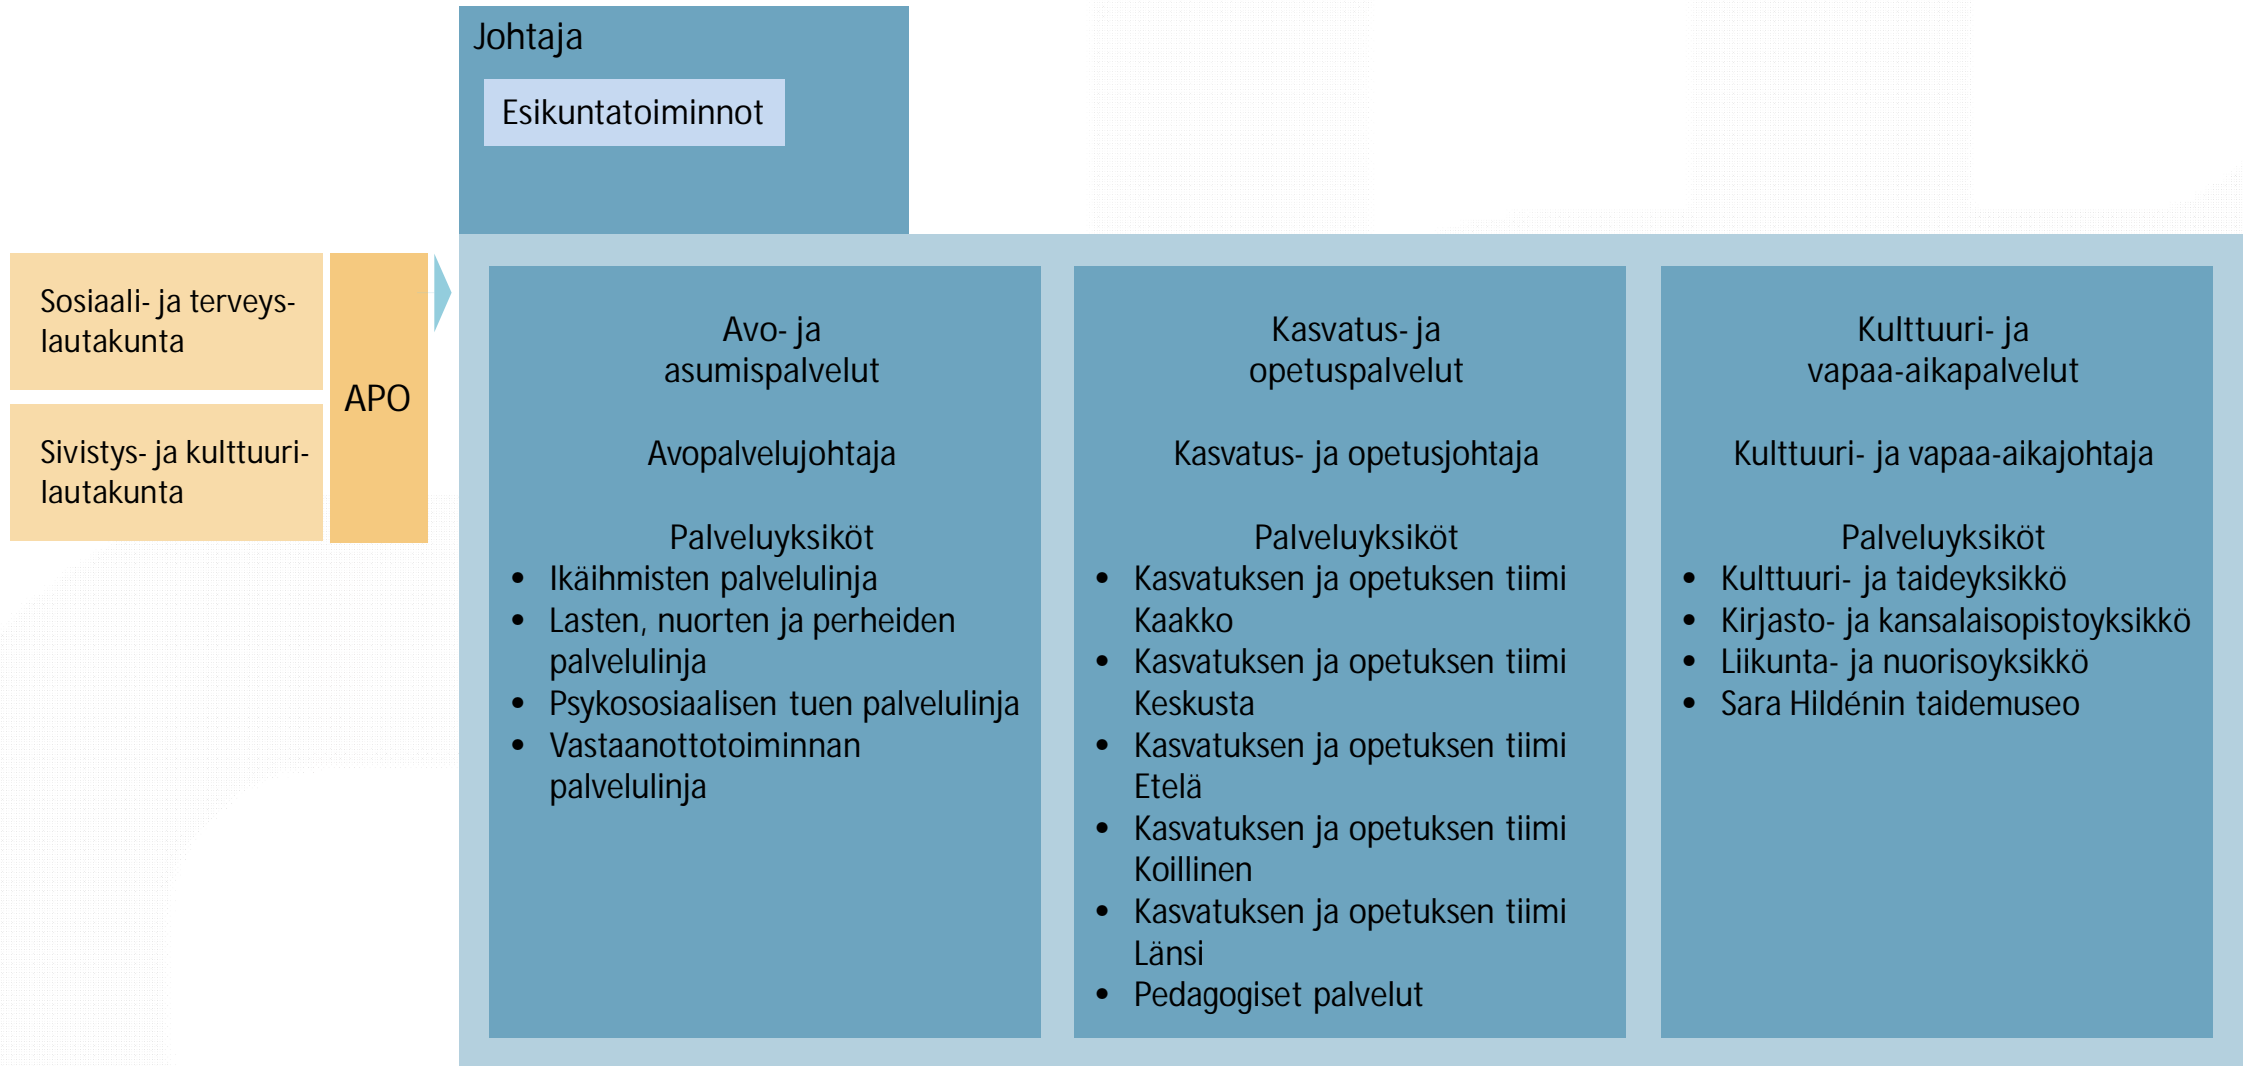 Johtaja
Esikuntatoiminnot
Sosiaali- ja terveys-
lautakunta
Sivistys- ja kulttuuri-
lautakunta
APO
Avo- ja
asumispalvelut
Avopalvelujohtaja
Palveluyksiköt
• Ikäihmisten palvelulinja
• Lasten, nuorten ja perheiden
palvelulinja
• Psykososiaalisen tuen palvelulinja
• Vastaanottotoiminnan
palvelulinja
Kasvatus- ja
opetuspalvelut
Kasvatus- ja opetusjohtaja
Palveluyksiköt
• Kasvatuksen ja opetuksen tiimi
Kaakko
• Kasvatuksen ja opetuksen tiimi
Keskusta
• Kasvatuksen ja opetuksen tiimi
Etelä
• Kasvatuksen ja opetuksen tiimi
Koillinen
• Kasvatuksen ja opetuksen tiimi
Länsi
• Pedagogiset palvelut
Kulttuuri- ja
vapaa-aikapalvelut
Kulttuuri- ja vapaa-aikajohtaja
Palveluyksiköt
• Kulttuuri- ja taideyksikkö
• Kirjasto- ja kansalaisopistoyksikkö
• Liikunta- ja nuorisoyksikkö
• Sara Hildénin taidemuseo